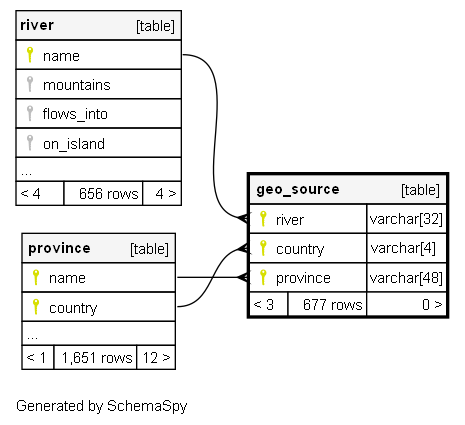 river [table]
name
mountains
flows_into
on_island
...
< 4 656 rows 4 >
geo_source [table]
river varchar[32]
country varchar[4]
province varchar[48]
< 3 677 rows 0 >
province [table]
name
country
...
< 1 1,651 rows 12 >
Generated by SchemaSpy